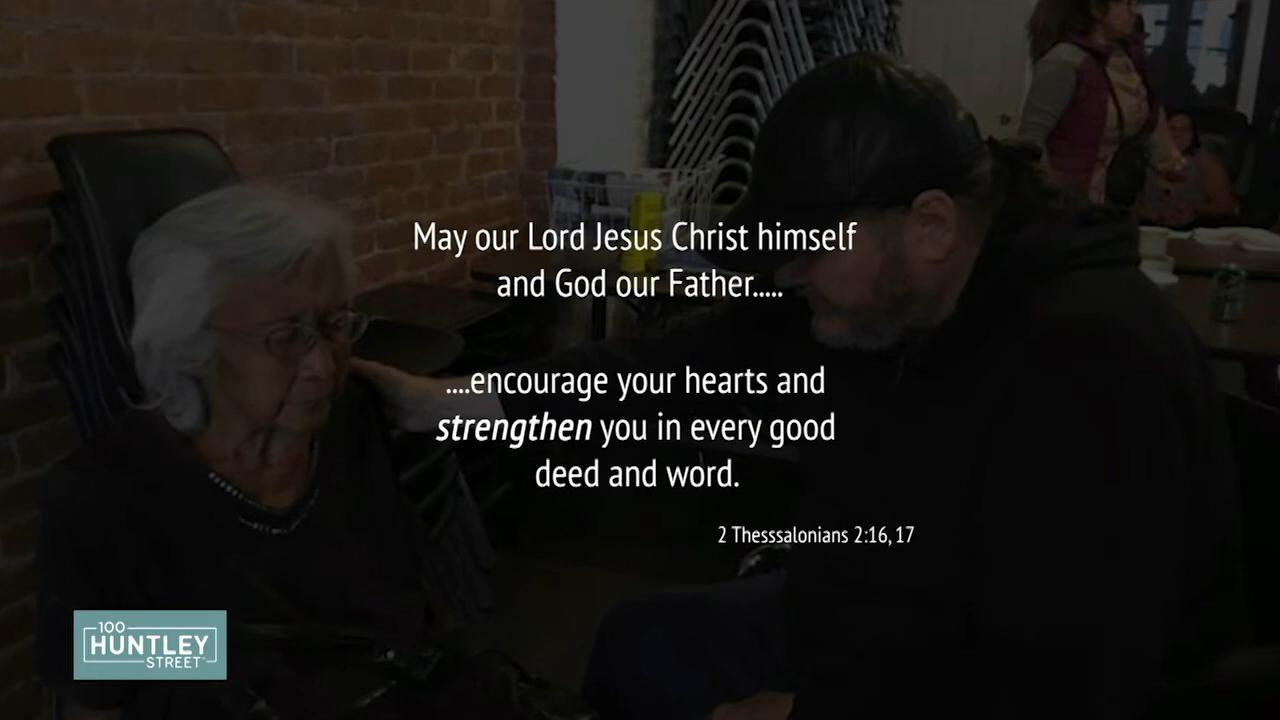 May our Lord Jesus Christ himself
and God our Father.....
....encourage your hearts and
strengthen you in every good
deed and word.
2 Thesssalonians 2:16, 17
100
HUNTLEY
STREET